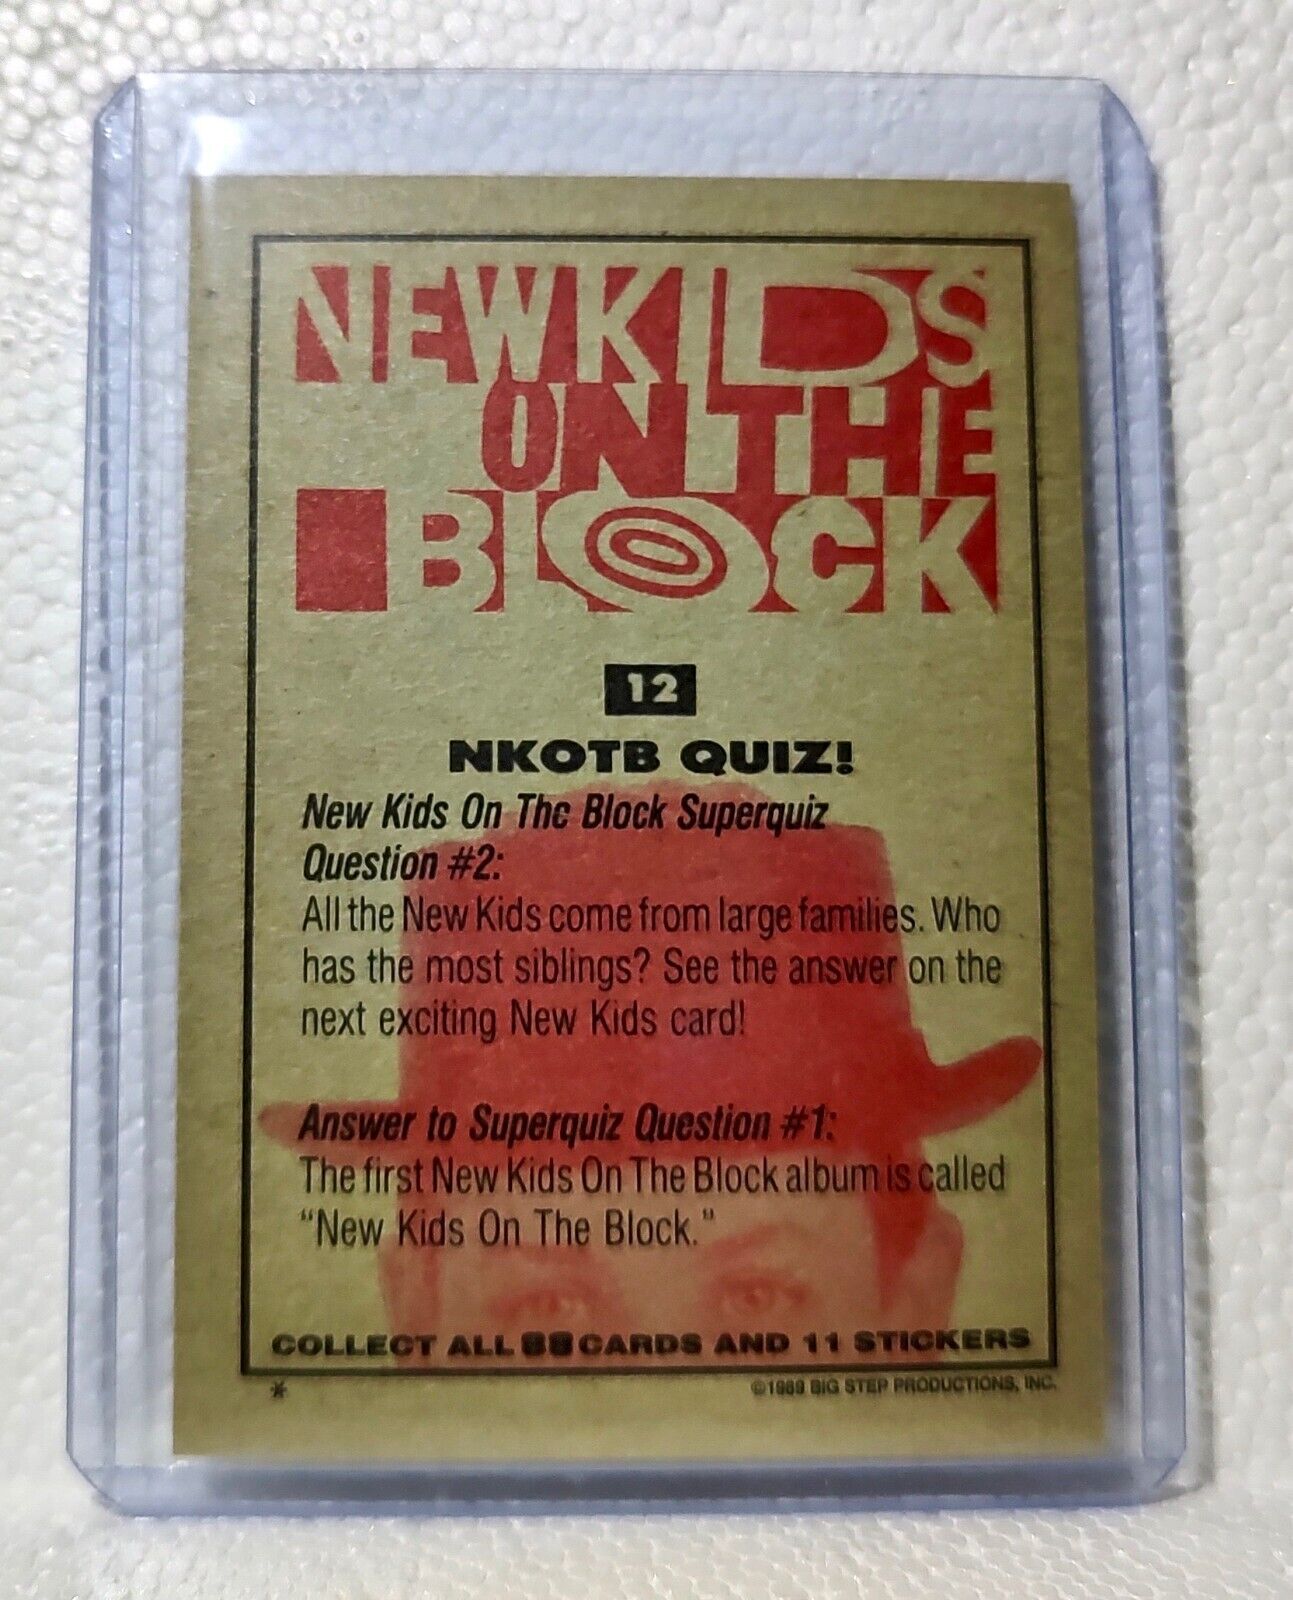 NEW KIDS
ON THE
BLOCK
12
NKOTB QUIZ!
New Kids On The Block Superquiz
Question #2:
All the New Kids come from large families. Who
has the most siblings? See the answer on the
next exciting New Kids card!
Answer to Superquiz Question #1:
The first New Kids On The Block album is called
“New Kids On The Block.”
COLLECT ALL 88 CARDS AND 11 STICKERS
* ©1989 BIG STEP PRODUCTIONS, INC.